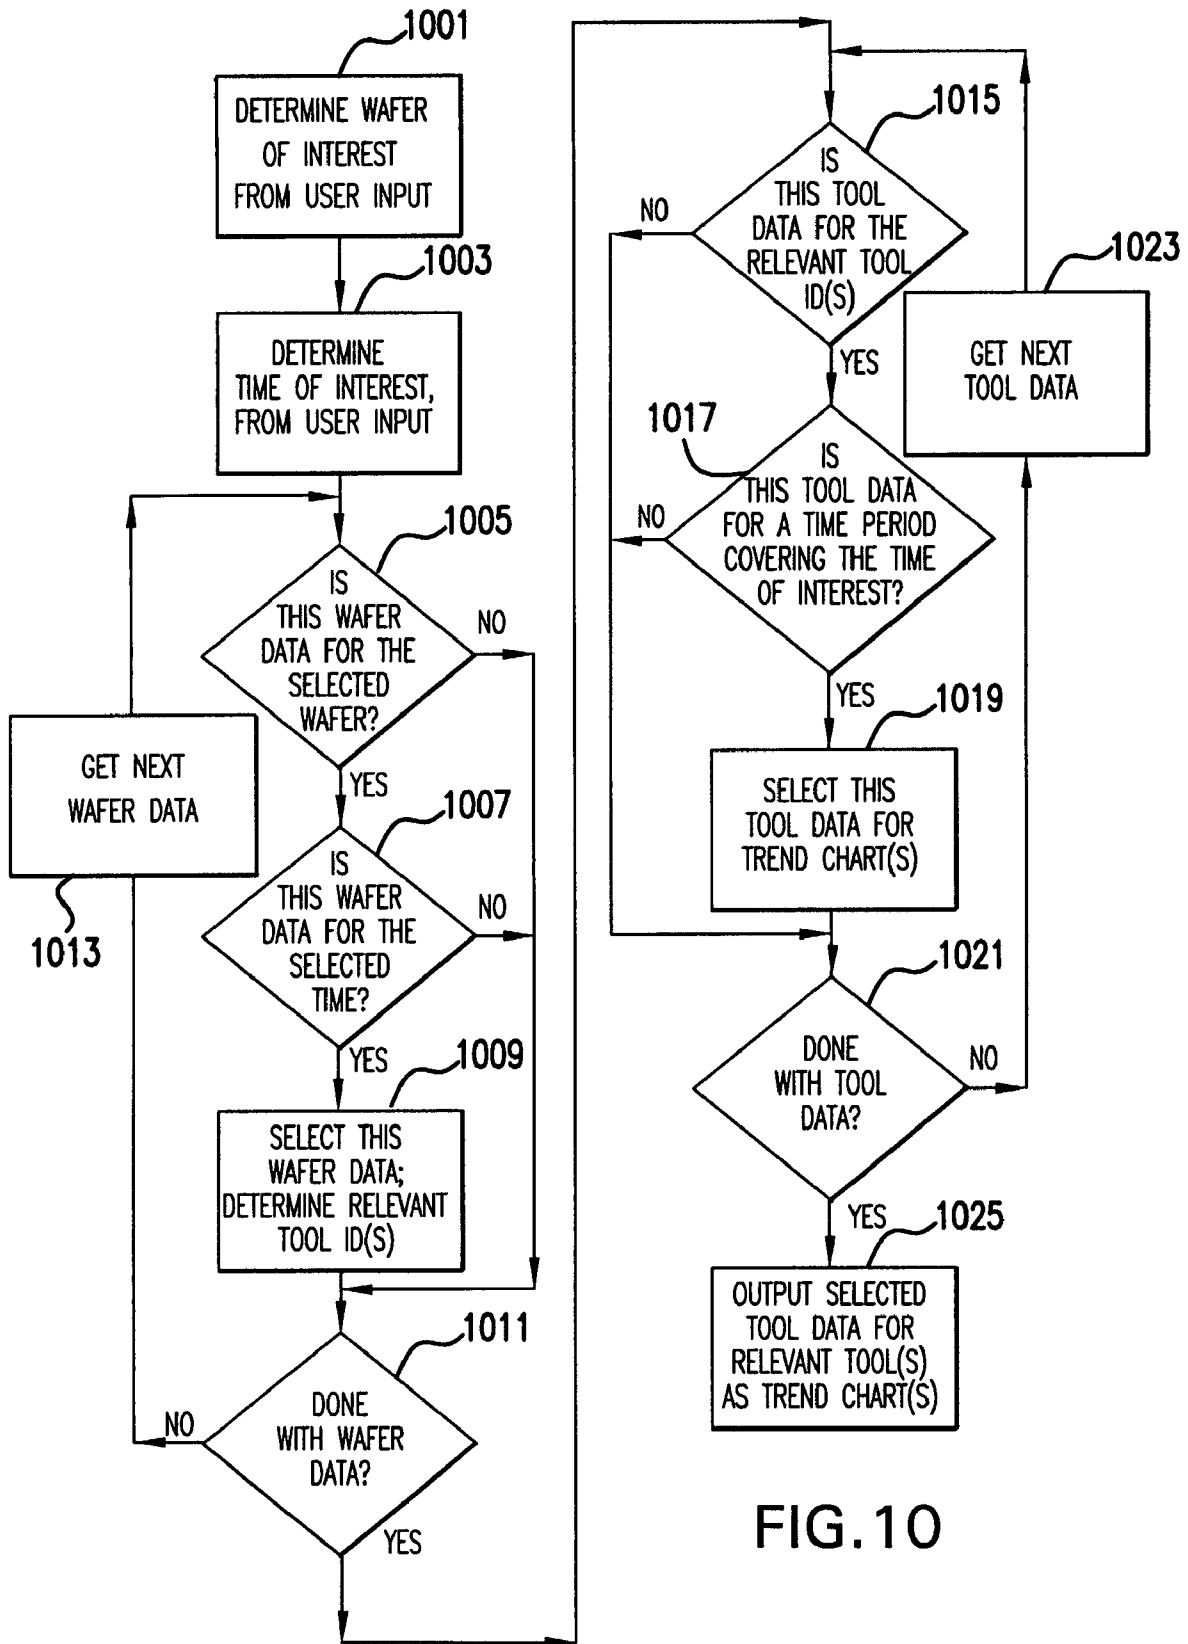 1001
DETERMINE WAFER
OF INTEREST
FROM USER INPUT
1003
DETERMINE
TIME OF INTEREST,
FROM USER INPUT
1005
IS
THIS WAFER
DATA FOR THE
SELECTED
WAFER?
NO
YES
GET NEXT
WAFER DATA
1013
1007
IS
THIS WAFER
DATA FOR THE
SELECTED
TIME?
NO
YES
1009
SELECT THIS
WAFER DATA;
DETERMINE RELEVANT
TOOL ID(S)
1011
DONE
WITH WAFER
DATA?
NO
YES
1015
IS
THIS TOOL
DATA FOR THE
RELEVANT TOOL
ID(S)
NO
YES
1023
GET NEXT
TOOL DATA
1017
IS
THIS TOOL DATA
FOR A TIME PERIOD
COVERING THE TIME
OF INTEREST?
NO
YES
1019
SELECT THIS
TOOL DATA FOR
TREND CHART(S)
1021
DONE
WITH TOOL
DATA?
NO
YES
1025
OUTPUT SELECTED
TOOL DATA FOR
RELEVANT TOOL(S)
AS TREND CHART(S)
FIG.10